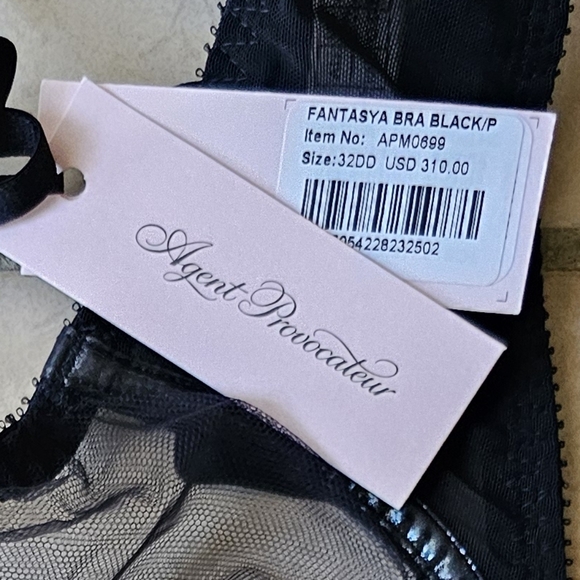 FANTASYA BRA BLACK/P
Item No: APM0699
Size:32DD USD 310.00
054228232502
Agent Provocateur